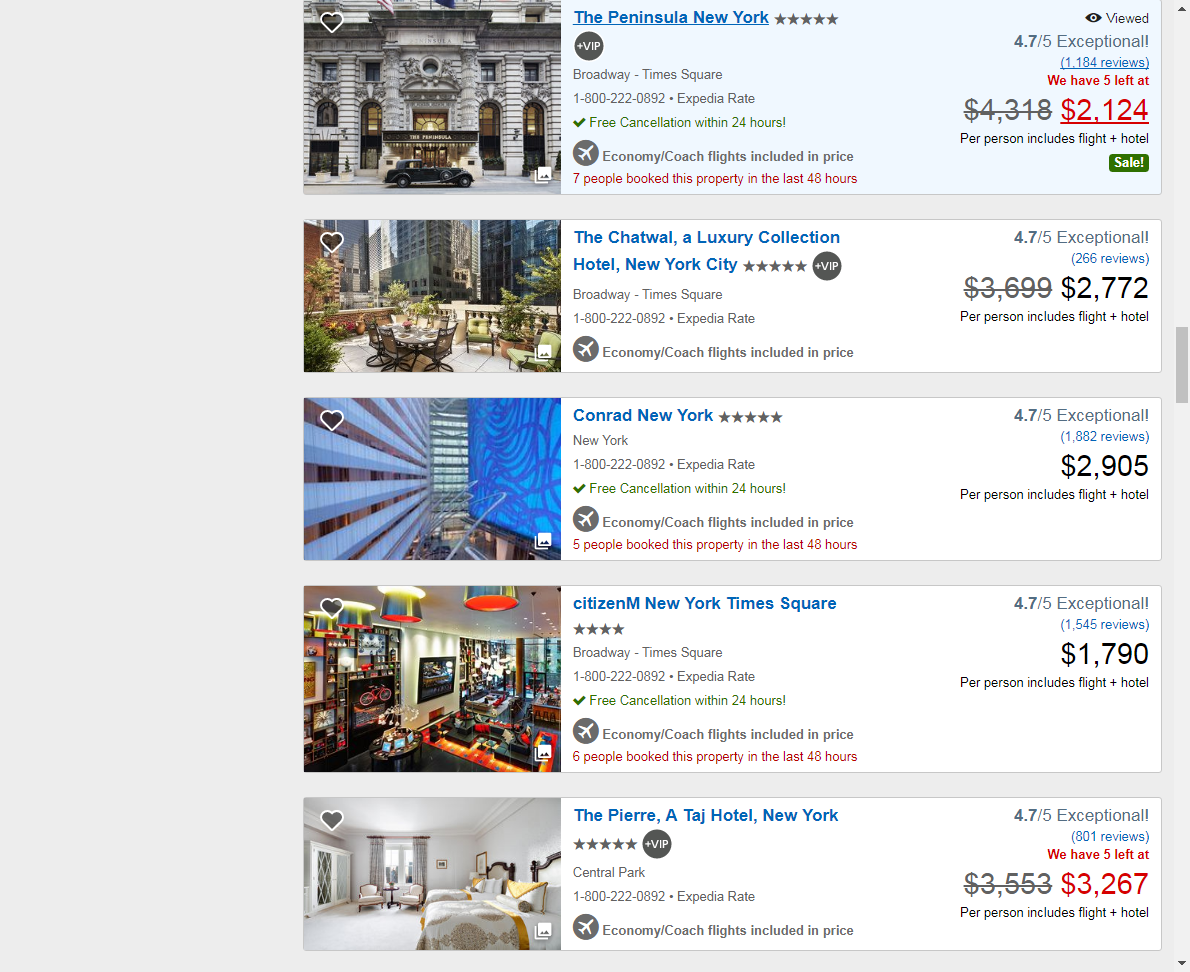 The Peninsula New York
Viewed
+VIP
4.7/5 Exceptional!
(1,184 reviews)
Broadway - Times Square
We have 5 left at
1-800-222-0892 • Expedia Rate
$4,318 $2,124
Free Cancellation within 24 hours!
Per person includes flight + hotel
Economy/Coach flights included in price
Sale!
7 people booked this property in the last 48 hours
THE PENINSULA
The Chatwal, a Luxury Collection
Hotel, New York City
+VIP
4.7/5 Exceptional!
(266 reviews)
Broadway - Times Square
$3,699 $2,772
1-800-222-0892 • Expedia Rate
Per person includes flight + hotel
Economy/Coach flights included in price
Conrad New York
4.7/5 Exceptional!
New York
(1,882 reviews)
1-800-222-0892 • Expedia Rate
$2,905
Free Cancellation within 24 hours!
Per person includes flight + hotel
Economy/Coach flights included in price
5 people booked this property in the last 48 hours
citizenM New York Times Square
4.7/5 Exceptional!
(1,545 reviews)
Broadway - Times Square
$1,790
1-800-222-0892 • Expedia Rate
Per person includes flight + hotel
Free Cancellation within 24 hours!
Economy/Coach flights included in price
6 people booked this property in the last 48 hours
The Pierre, A Taj Hotel, New York
4.7/5 Exceptional!
+VIP
(801 reviews)
We have 5 left at
Central Park
$3,553 $3,267
1-800-222-0892 • Expedia Rate
Per person includes flight + hotel
Economy/Coach flights included in price